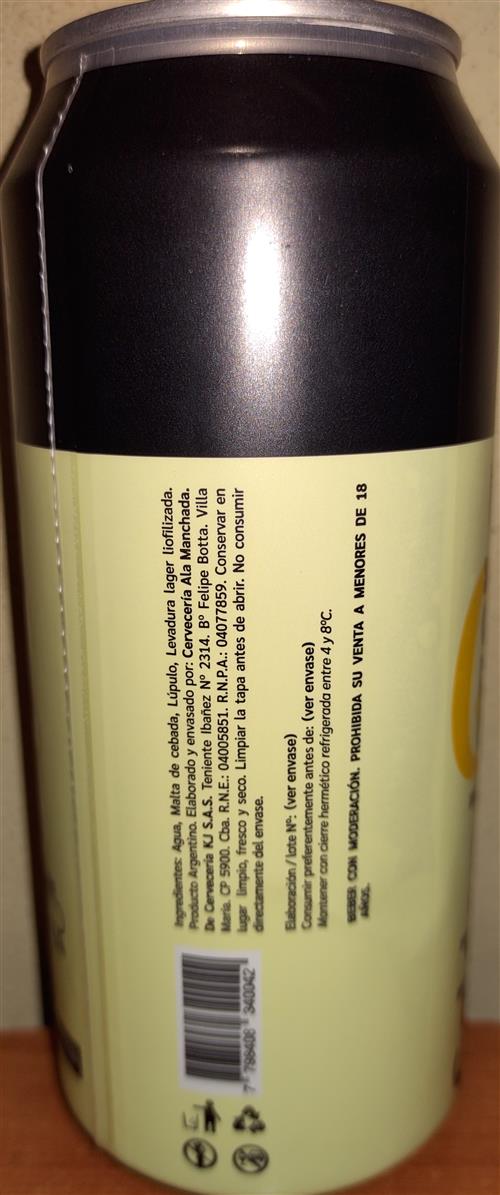 Ingredientes: Agua, Malta de cebada, Lúpulo, Levadura lager liofilizada.
Producto Argentino. Elaborado y envasado por: Cervecería Ala Manchada.
De Cervecería KJ S.A.S. Teniente Ibañez Nº 2314. Bº Felipe Botta. Villa
María. CP 5900. Cba. R.N.E.: 04005851. R.N.P.A.: 04077859. Conservar en
lugar limpio, fresco y seco. Limpiar la tapa antes de abrir. No consumir
directamente del envase.
Elaboración / lote Nº: (ver envase)
Consumir preferentemente antes de: (ver envase)
Mantener con cierre hermético refrigerada entre 4 y 8ºC.
BEBER CON MODERACIÓN. PROHIBIDA SU VENTA A MENORES DE 18
AÑOS.
7 798408 340042